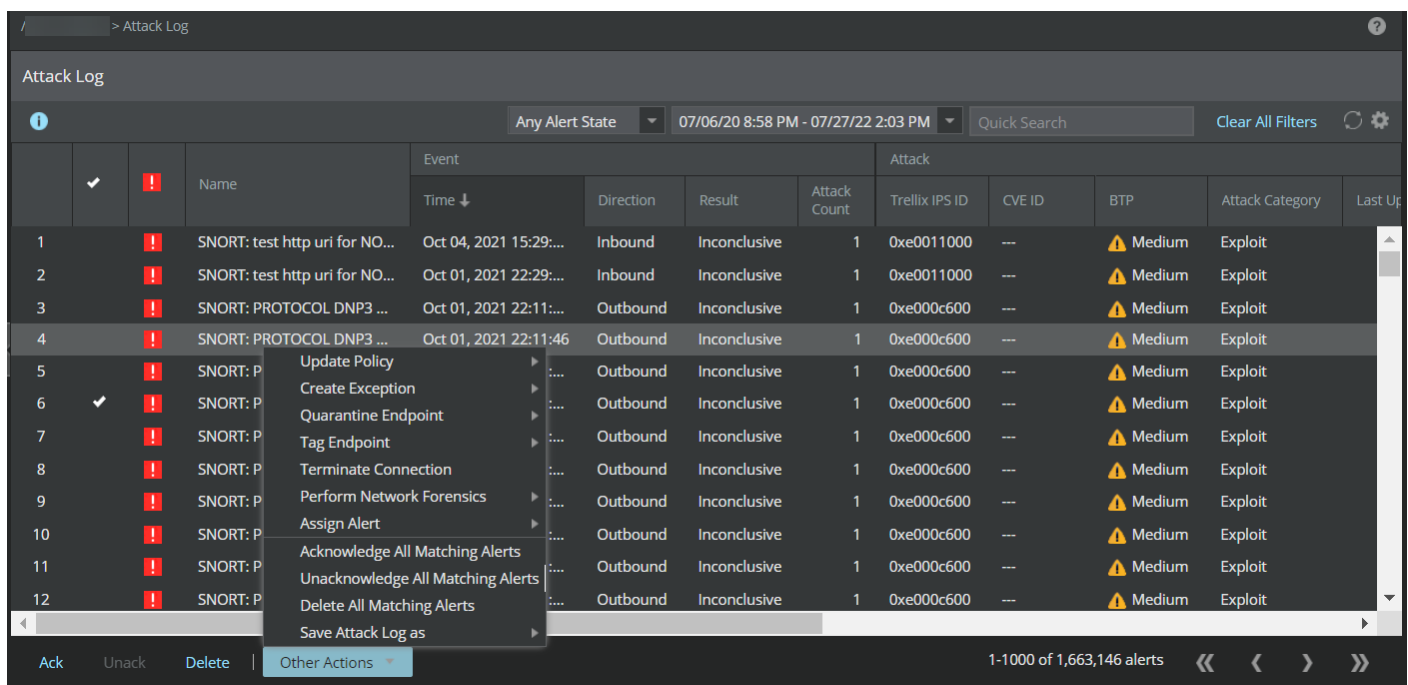 / > Attack Log ?
Attack Log
i Any Alert State 07/06/20 8:58 PM - 07/27/22 2:03 PM Quick Search Clear All Filters
Event Attack
! Name
Time Direction Result Attack Count Trellix IPS ID CVE ID BTP Attack Category Last Up
1 ! SNORT: test http uri for NO... Oct 04, 2021 15:29:... Inbound Inconclusive 1 0xe0011000 --- Medium Exploit
2 ! SNORT: test http uri for NO... Oct 01, 2021 22:29:... Inbound Inconclusive 1 0xe0011000 --- Medium Exploit
3 ! SNORT: PROTOCOL DNP3 ... Oct 01, 2021 22:11:... Outbound Inconclusive 1 0xe000c600 --- Medium Exploit
4 ! SNORT: PROTOCOL DNP3 ... Oct 01, 2021 22:11:46 Outbound Inconclusive 1 0xe000c600 --- Medium Exploit
5 ! SNORT: P :... Outbound Inconclusive 1 0xe000c600 --- Medium Exploit
6 ! SNORT: P :... Outbound Inconclusive 1 0xe000c600 --- Medium Exploit
7 ! SNORT: P :... Outbound Inconclusive 1 0xe000c600 --- Medium Exploit
8 ! SNORT: P :... Outbound Inconclusive 1 0xe000c600 --- Medium Exploit
9 ! SNORT: P :... Outbound Inconclusive 1 0xe000c600 --- Medium Exploit
10 ! SNORT: P :... Outbound Inconclusive 1 0xe000c600 --- Medium Exploit
11 ! SNORT: P :... Outbound Inconclusive 1 0xe000c600 --- Medium Exploit
12 ! SNORT: P :... Outbound Inconclusive 1 0xe000c600 --- Medium Exploit
Update Policy
Create Exception
Quarantine Endpoint
Tag Endpoint
Terminate Connection
Perform Network Forensics
Assign Alert
Acknowledge All Matching Alerts
Unacknowledge All Matching Alerts
Delete All Matching Alerts
Save Attack Log as
Ack Unack Delete | Other Actions 1-1000 of 1,663,146 alerts